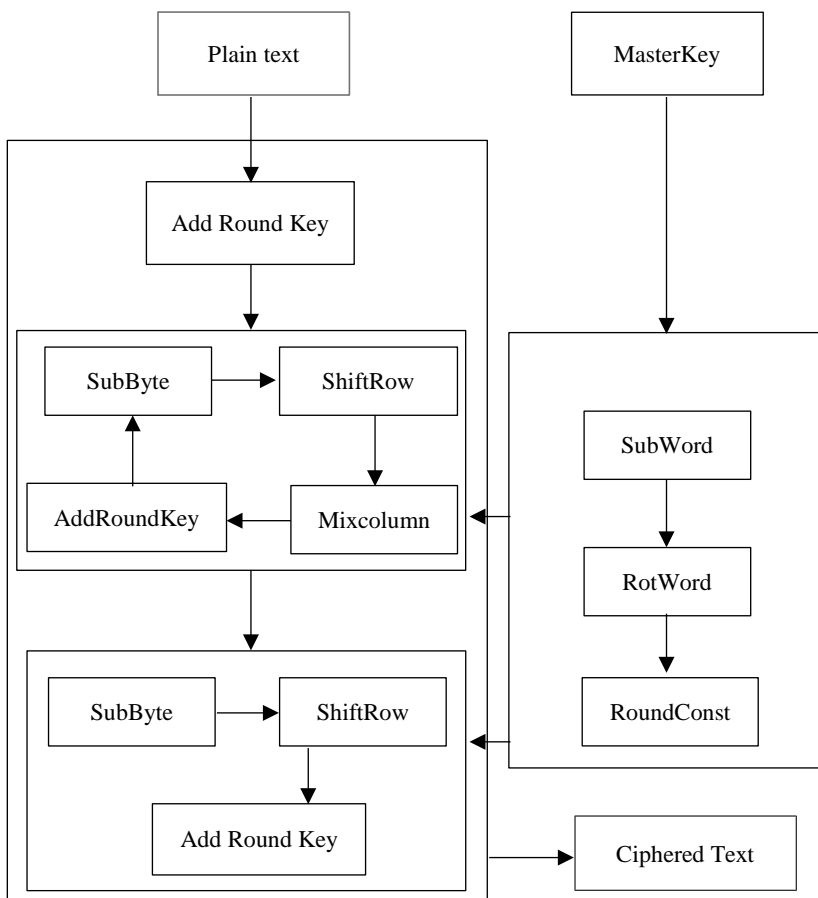 Plain text
MasterKey
Add Round Key
SubByte
ShiftRow
AddRoundKey
Mixcolumn
SubWord
RotWord
RoundConst
SubByte
ShiftRow
Add Round Key
Ciphered Text